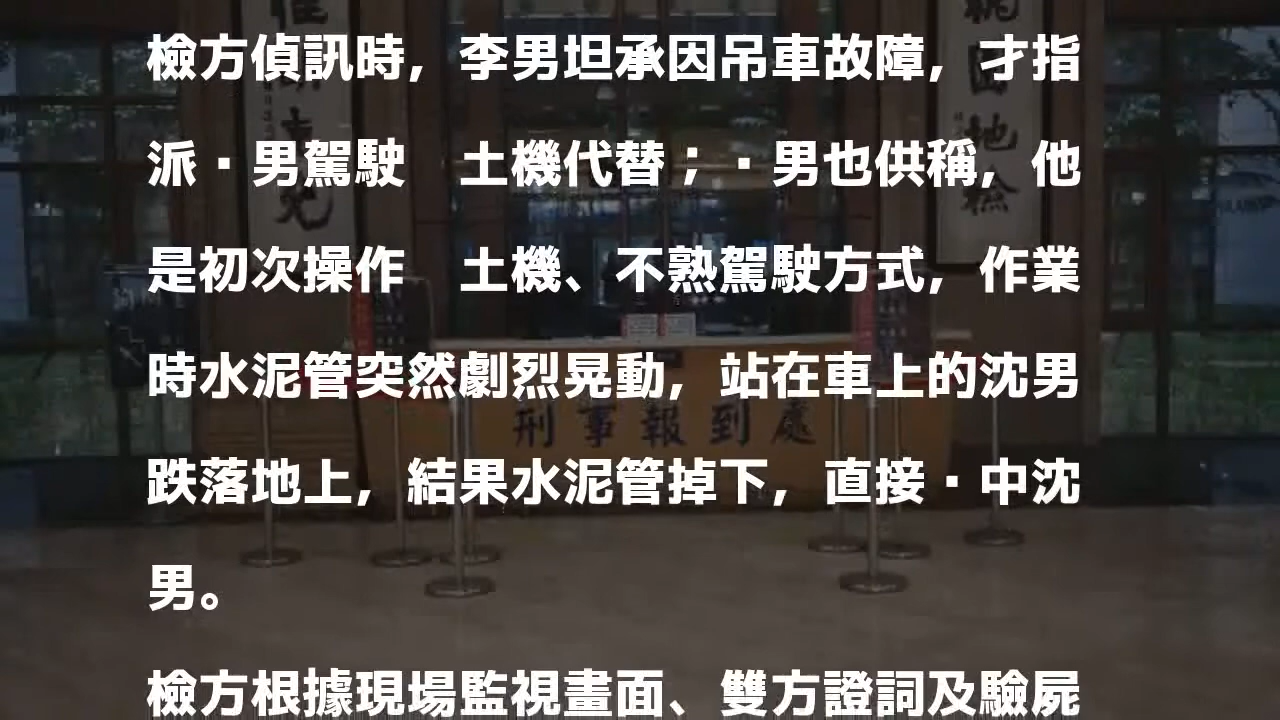 檢方偵訊時，李男坦承因吊車故障，才指
派·男駕駛　土機代替；·男也供稱，他
是初次操作　土機、不熟駕駛方式，作業
時水泥管突然劇烈晃動，站在車上的沈男
跌落地上，結果水泥管掉下，直接·中沈
男。
檢方根據現場監視畫面、雙方證詞及驗屍
刑事報到處
園地檢